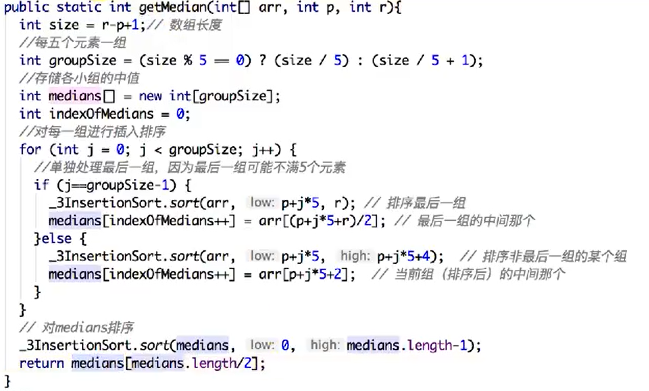 public static int getMedian(int[] arr, int p, int r){
int size = r-p+1;// 数组长度
//每五个元素一组
int groupSize = (size % 5 == 0) ? (size / 5) : (size / 5 + 1);
//存储各小组的中值
int medians[] = new int[groupSize];
int indexOfMedians = 0;
//对每一组进行插入排序
for (int j = 0; j < groupSize; j++) {
//单独处理最后一组，因为最后一组可能不满5个元素
if (j==groupSize-1) {
_3InsertionSort.sort(arr, low: p+j*5, r); // 排序最后一组
medians[indexOfMedians++] = arr[(p+j*5+r)/2]; // 最后一组的中间那个
}else {
_3InsertionSort.sort(arr, low: p+j*5, high: p+j*5+4); // 排序非最后一组的某个组
medians[indexOfMedians++] = arr[p+j*5+2]; // 当前组（排序后）的中间那个
}
}
// 对medians排序
_3InsertionSort.sort(medians, low: 0, high: medians.length-1);
return medians[medians.length/2];
}